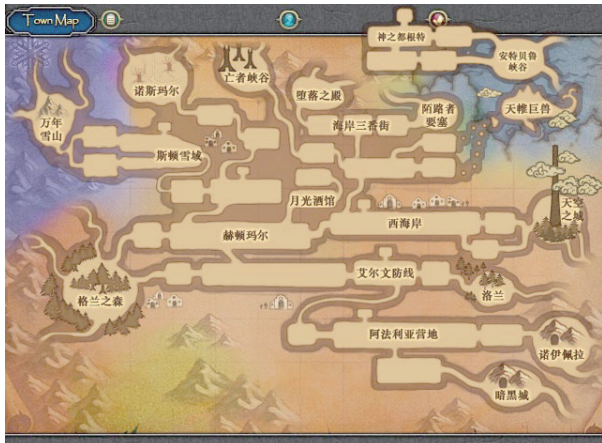 Town Map
神之都根特
安特贝鲁
峡谷
诺斯玛尔
亡者峡谷
堕落之殿
海岸三番街
陌路者
要塞
天帷巨兽
万年
雪山
斯顿雪域
月光酒馆
西海岸
天空
之城
赫顿玛尔
格兰之森
艾尔文防线
洛兰
阿法利亚营地
诺伊佩拉
暗黑城